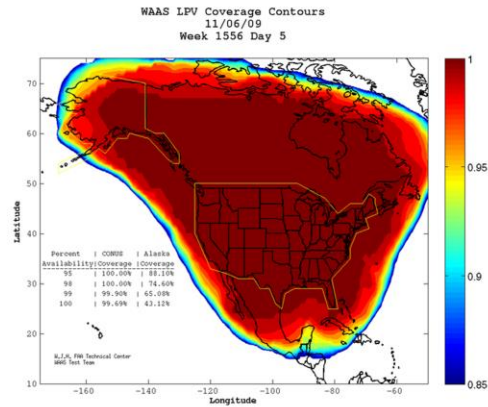 WAAS LPV Coverage Contours
11/06/09
Week 1556 Day 5
70
60
50
40
30
20
10
Latitude
-160
-140
-120
-100
-80
-60
Longitude
Percent | CONUS | Alaska
Availability|Coverage |Coverage
95 | 100.00% | 88.10%
98 | 100.00% | 74.60%
99 | 99.90% | 65.08%
100 | 99.69% | 43.12%
W.J.H. FAA Technical Center
WAAS Test Team
1
0.95
0.9
0.85